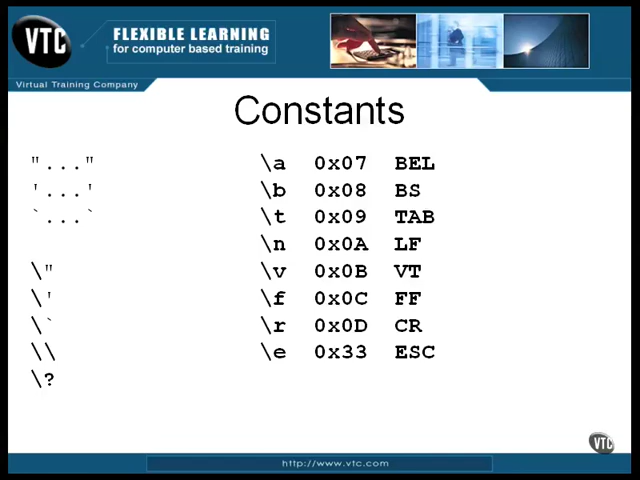 VTC
FLEXIBLE LEARNING
for computer based training
Virtual Training Company
Constants
"..." \a 0x07 BEL
'...' \b 0x08 BS
`...` \t 0x09 TAB
\n 0x0A LF
\" \v 0x0B VT
\' \f 0x0C FF
\` \r 0x0D CR
\\ \e 0x33 ESC
\?
VTC
http://www.vtc.com